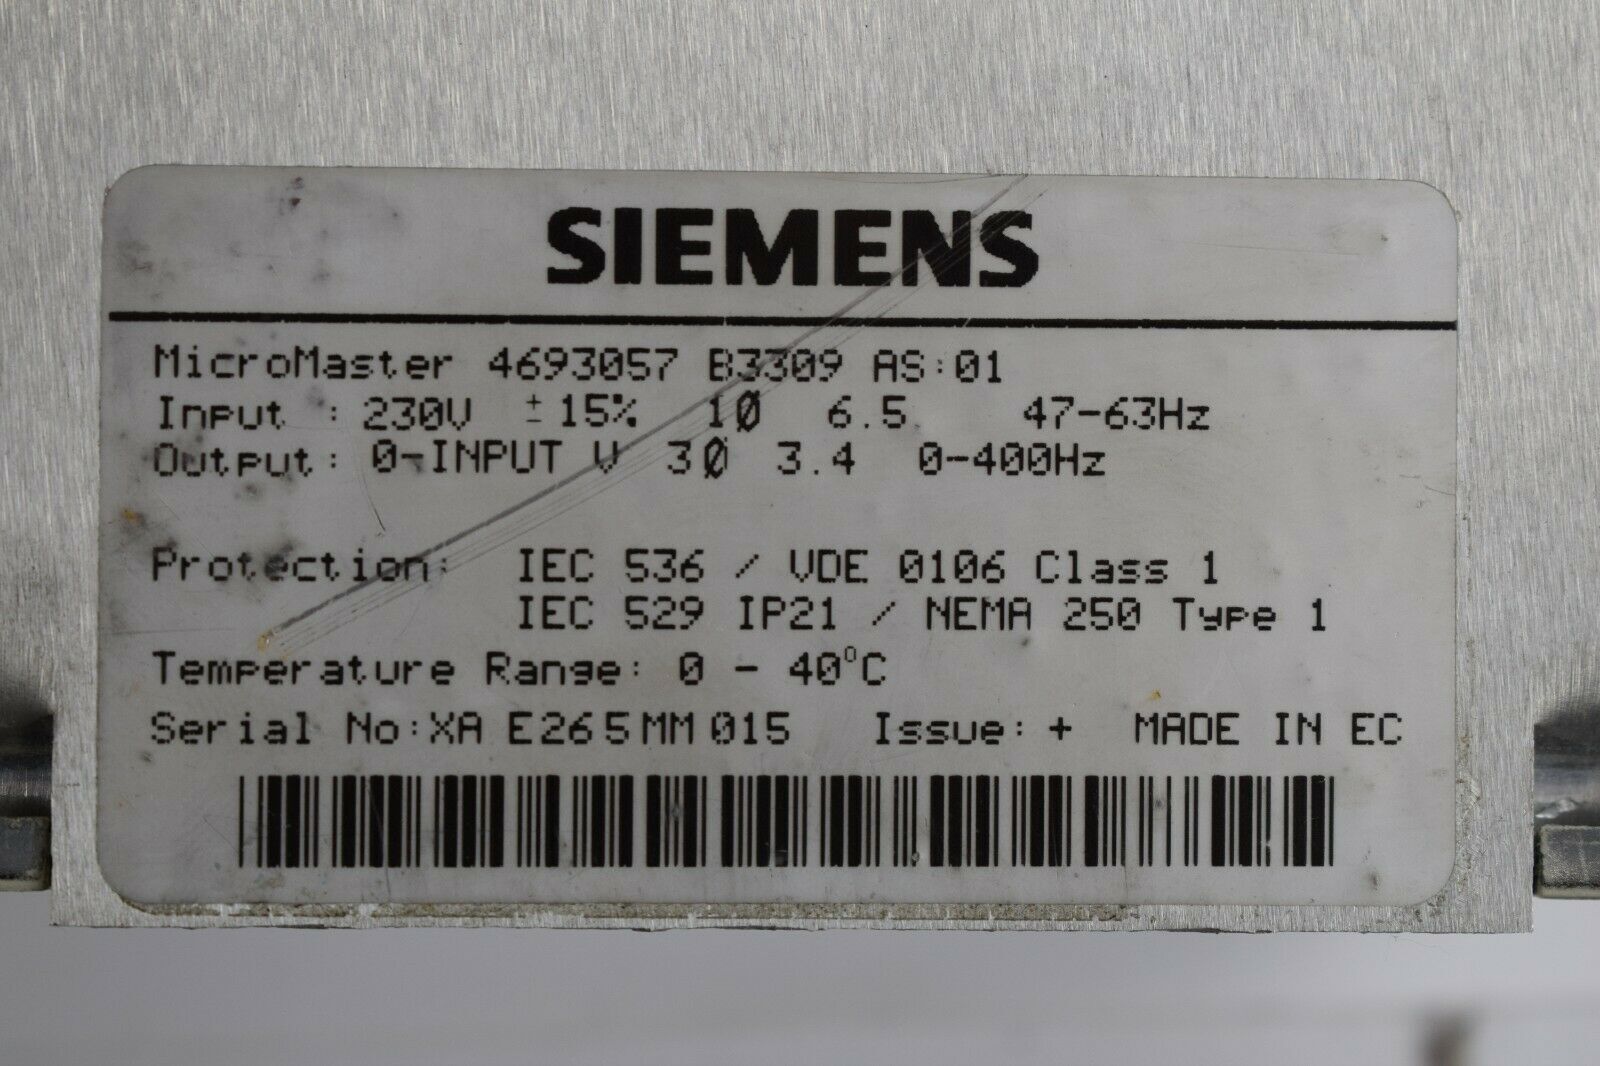 SIEMENS
MicroMaster 4693057 B3309 AS:01
Input : 230V ±15% 1Ø 6.5 47-63Hz
Output: 0-INPUT V 3Ø 3.4 0-400Hz
Protection: IEC 536 / VDE 0106 Class 1
IEC 529 IP21 / NEMA 250 Type 1
Temperature Range: 0 - 40°C
Serial No:XA E265MM015 Issue: + MADE IN EC